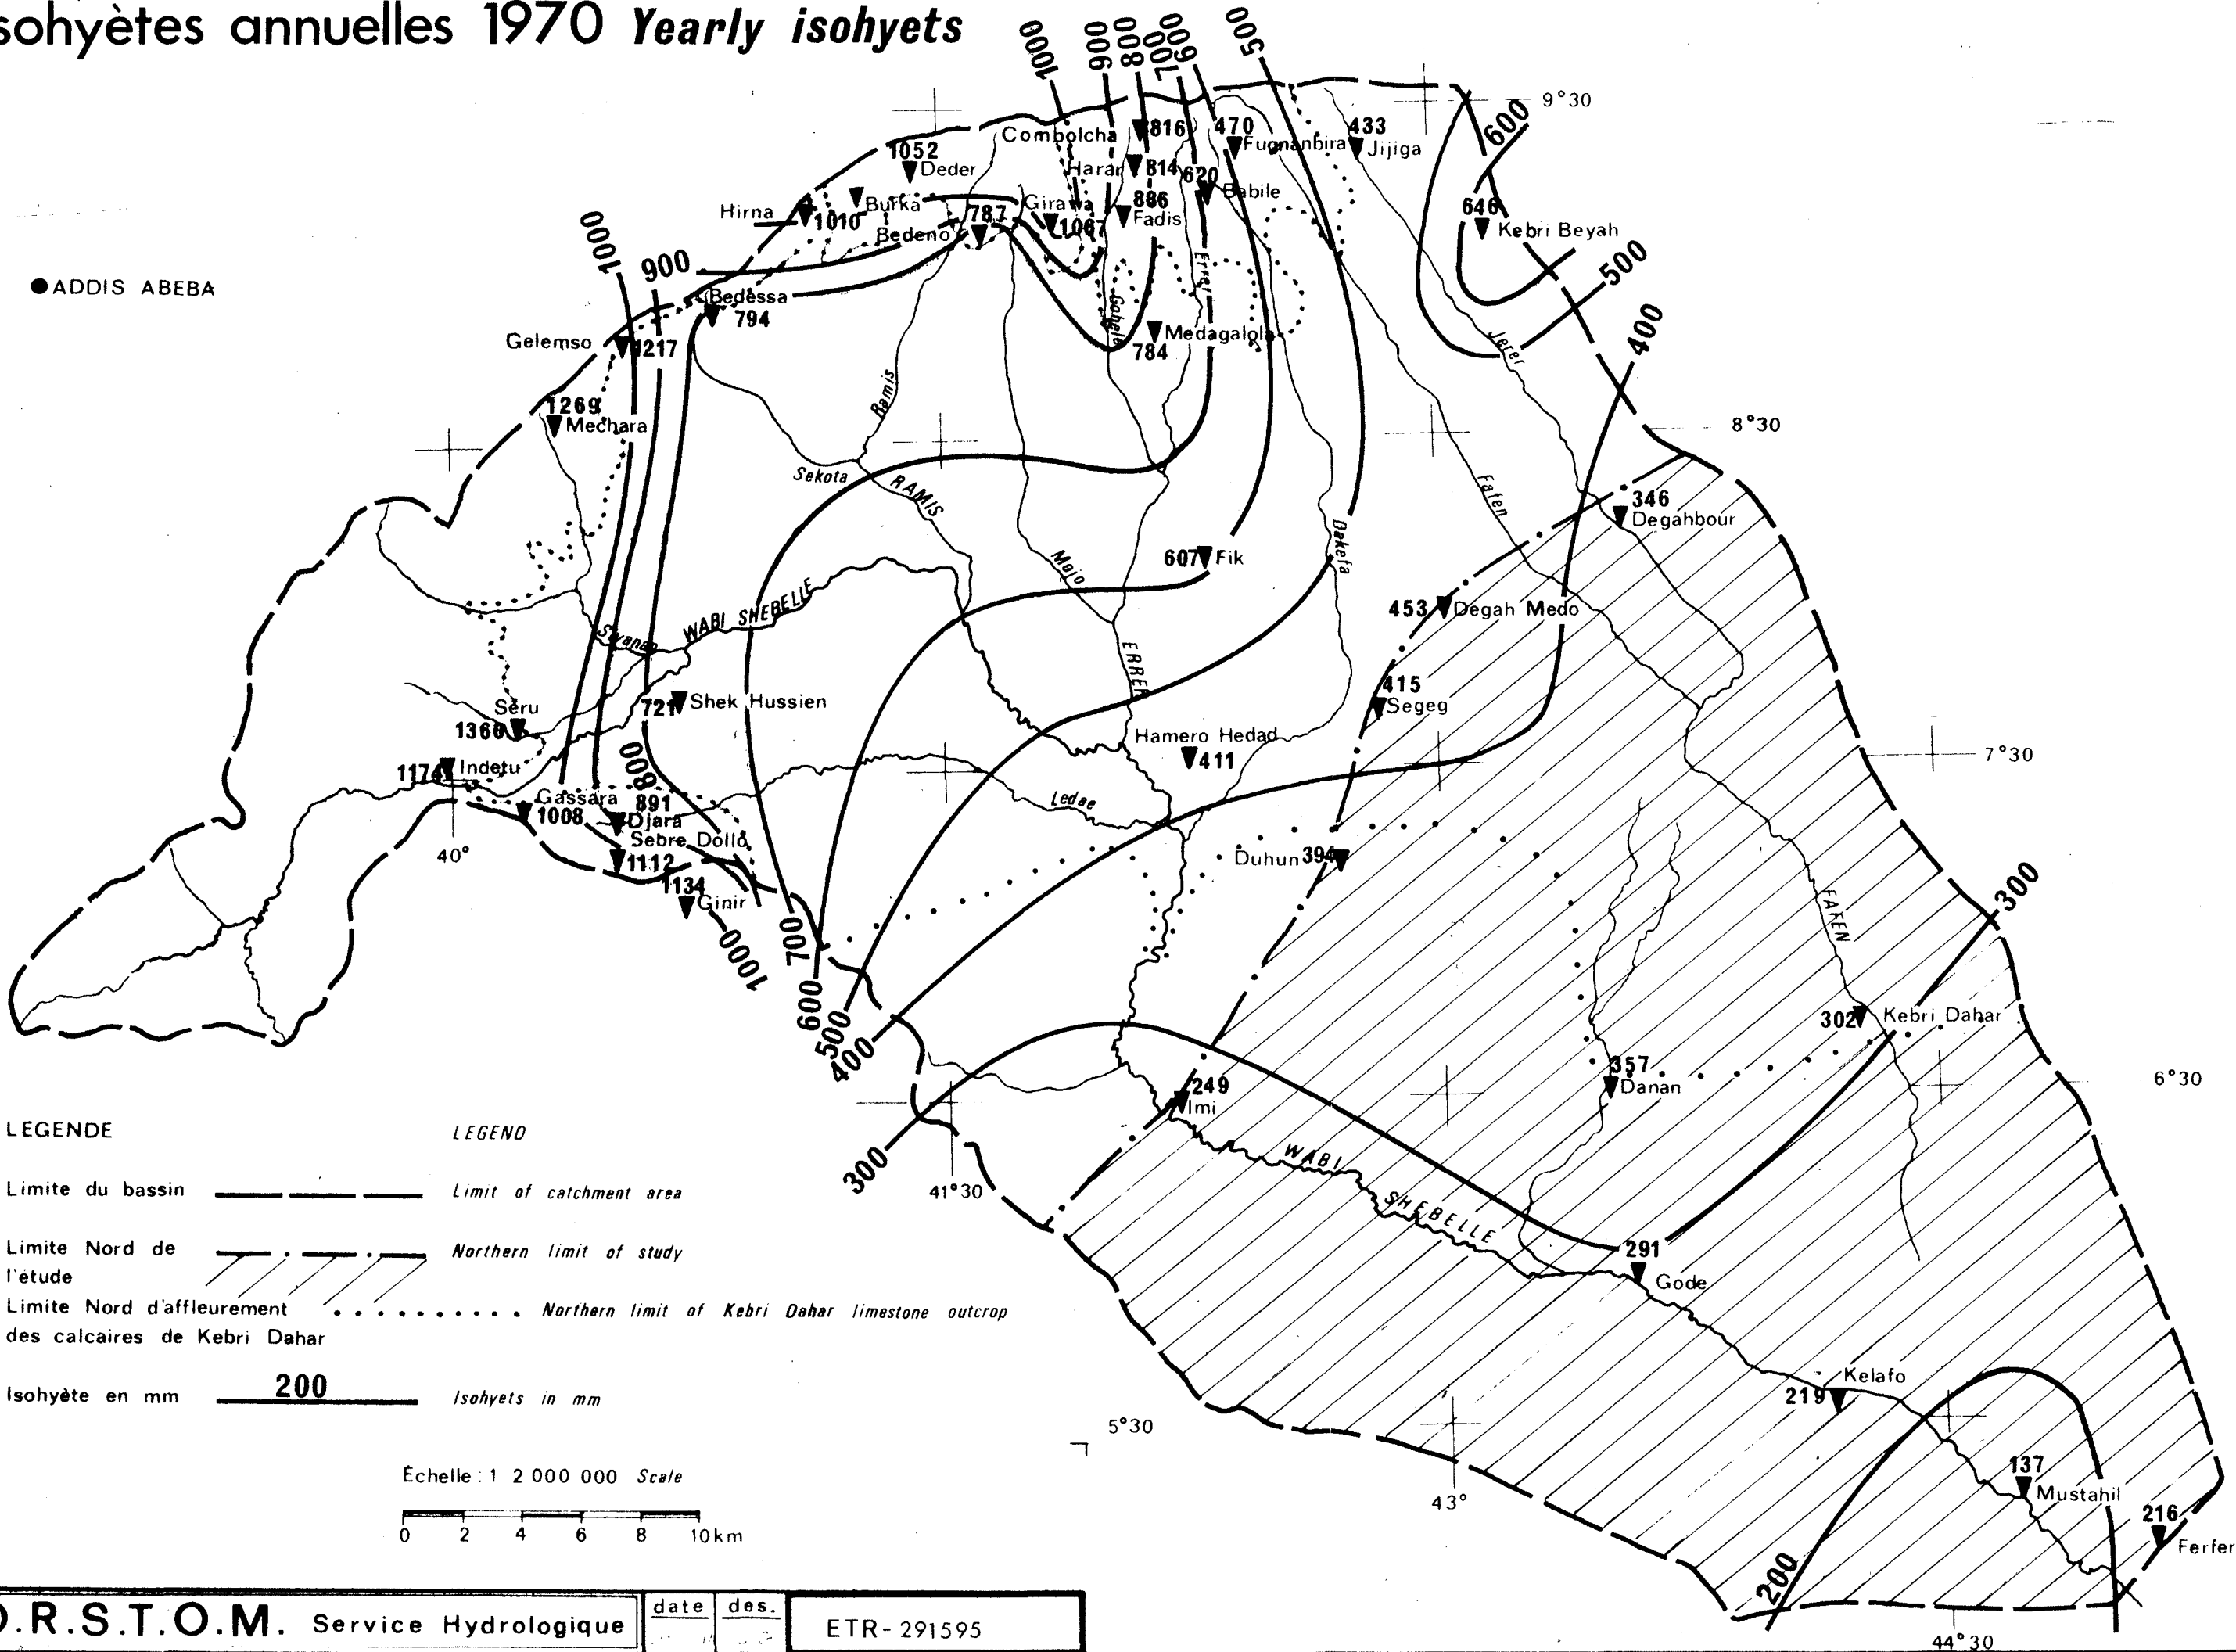 sohyètes annuelles 1970 Yearly isohyets
1000
900
800
700
600
500
9°30
Combolcha
816
470
Fugnanbira
433
Jijiga
600
1052
Deder
Harar
814
620
Babile
Burka
Girawa
886
Fadis
646
Kebri Beyah
Hirna
1010
787
1067
Bedeno
1000
900
Errer
500
ADDIS ABEBA
Bedessa
794
Gobele
Medagalola
784
Jerer
400
Gelemso
1217
Ramis
1269
Mechara
8°30
Sekota
RAMIS
Fafen
346
Degahbour
Dakefa
607
Fik
Mojo
453
Degah Medo
WABI SHEBELLE
ERRER
415
Segeg
721
Shek Hussien
Seru
1366
Hamero Hedad
411
7°30
1174
Indetu
800
Gassara
1008
891
Djara
Ledae
Sebre Dollo
1112
40°
Duhun
394
1134
Ginir
300
FAFEN
1000
700
600
500
400
302
Kebri Dahar
357
Danan
6°30
249
Imi
LEGENDE
LEGEND
300
WABI
SHEBELLE
41°30
Limite du bassin
Limit of catchment area
Limite Nord de
l'étude
Northern limit of study
291
Gode
Limite Nord d'affleurement
des calcaires de Kebri Dahar
Northern limit of Kebri Dahar limestone outcrop
Isohyète en mm
200
Isohyets in mm
Kelafo
219
5°30
Échelle : 1 2 000 000 Scale
0 2 4 6 8 10km
43°
137
Mustahil
216
Ferfer
200
O.R.S.T.O.M. Service Hydrologique
date
des.
ETR-291595
44°30